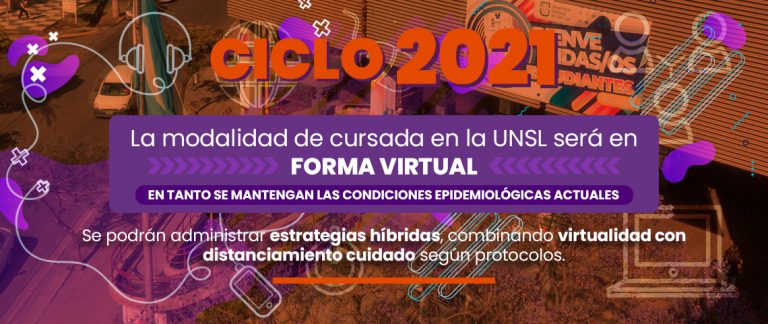 CICLO 2021
La modalidad de cursada en la UNSL será en
FORMA VIRTUAL
EN TANTO SE MANTENGAN LAS CONDICIONES EPIDEMIOLÓGICAS ACTUALES
Se podrán administrar estrategias híbridas, combinando virtualidad con
distanciamiento cuidado según protocolos.